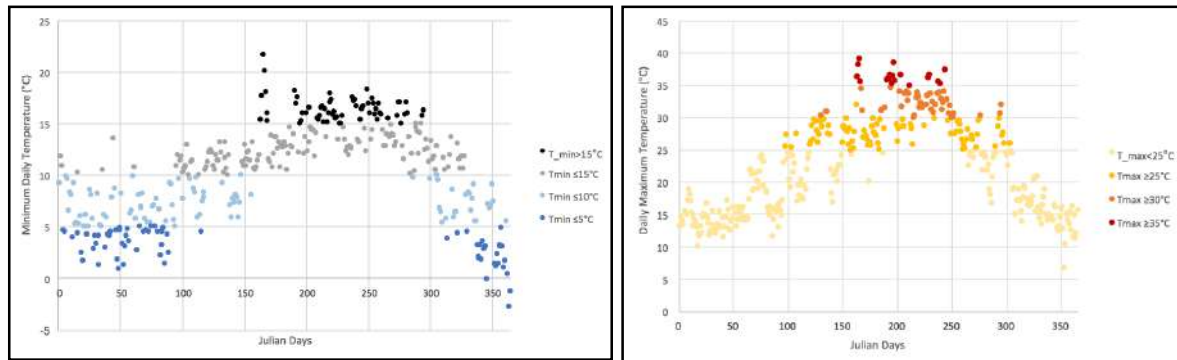 25
20
15
10
5
0
-5
Minimum Daily Temperature (°C)
0 50 100 150 200 250 300 350
Julian Days
T_min>15°C
Tmin ≤15°C
Tmin ≤10°C
Tmin ≤5°C
45
40
35
30
25
20
15
10
5
0
Daily Maximum Temperature (°C)
0 50 100 150 200 250 300 350
Julian Days
T_max<25°C
Tmax ≥25°C
Tmax ≥30°C
Tmax ≥35°C